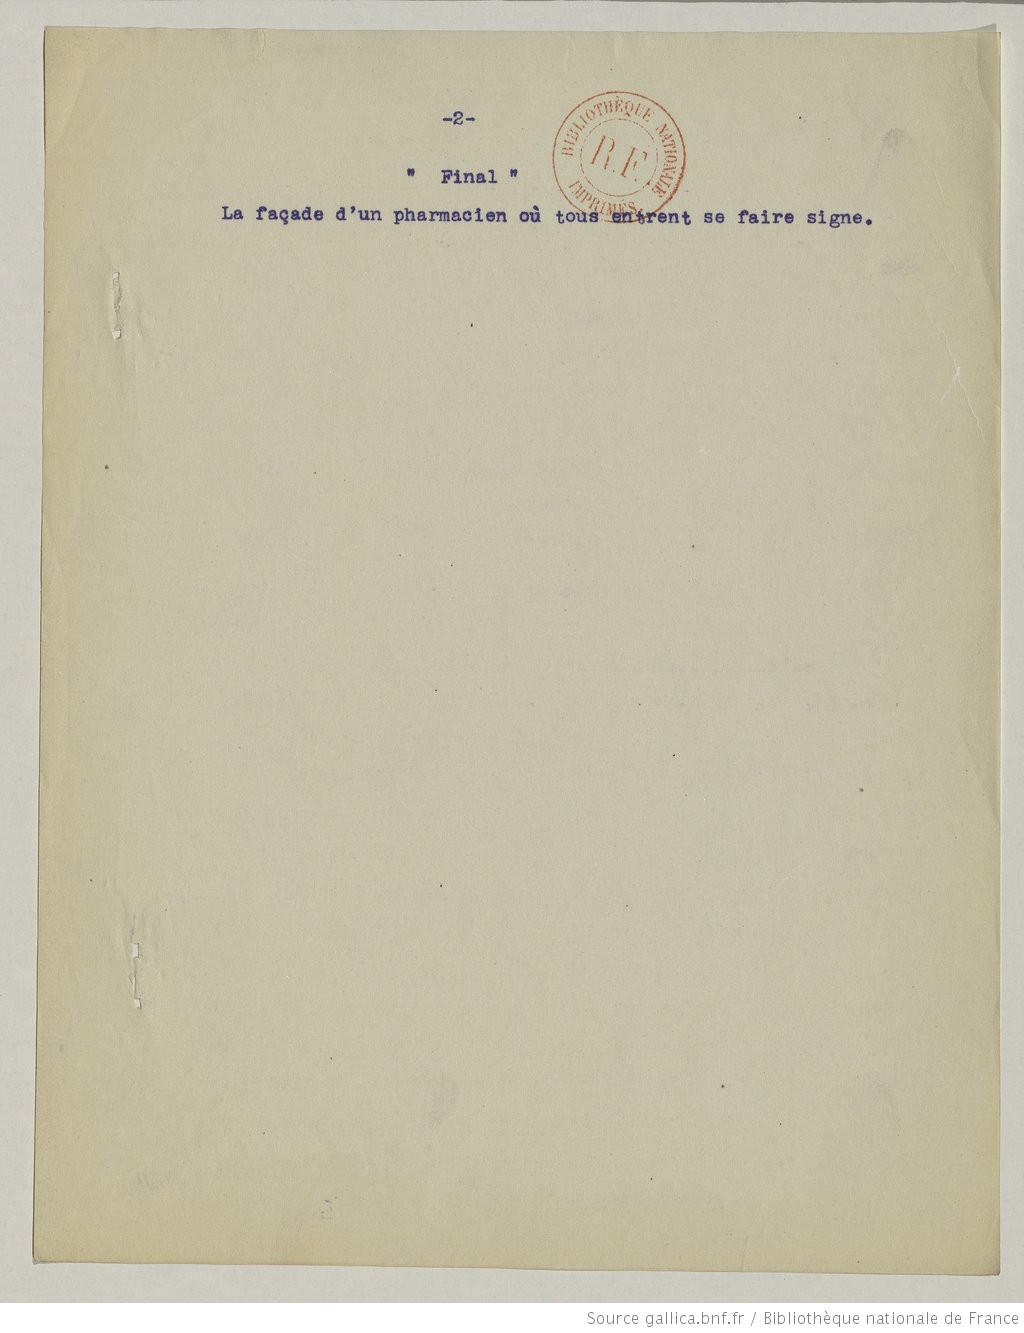 -2-
BIBLIOTHÈQUE NATIONALE
R.F.
IMPRIMÉS.
" Final "
La façade d'un pharmacien où tous entrent se faire signe.
Source gallica.bnf.fr / Bibliothèque nationale de France